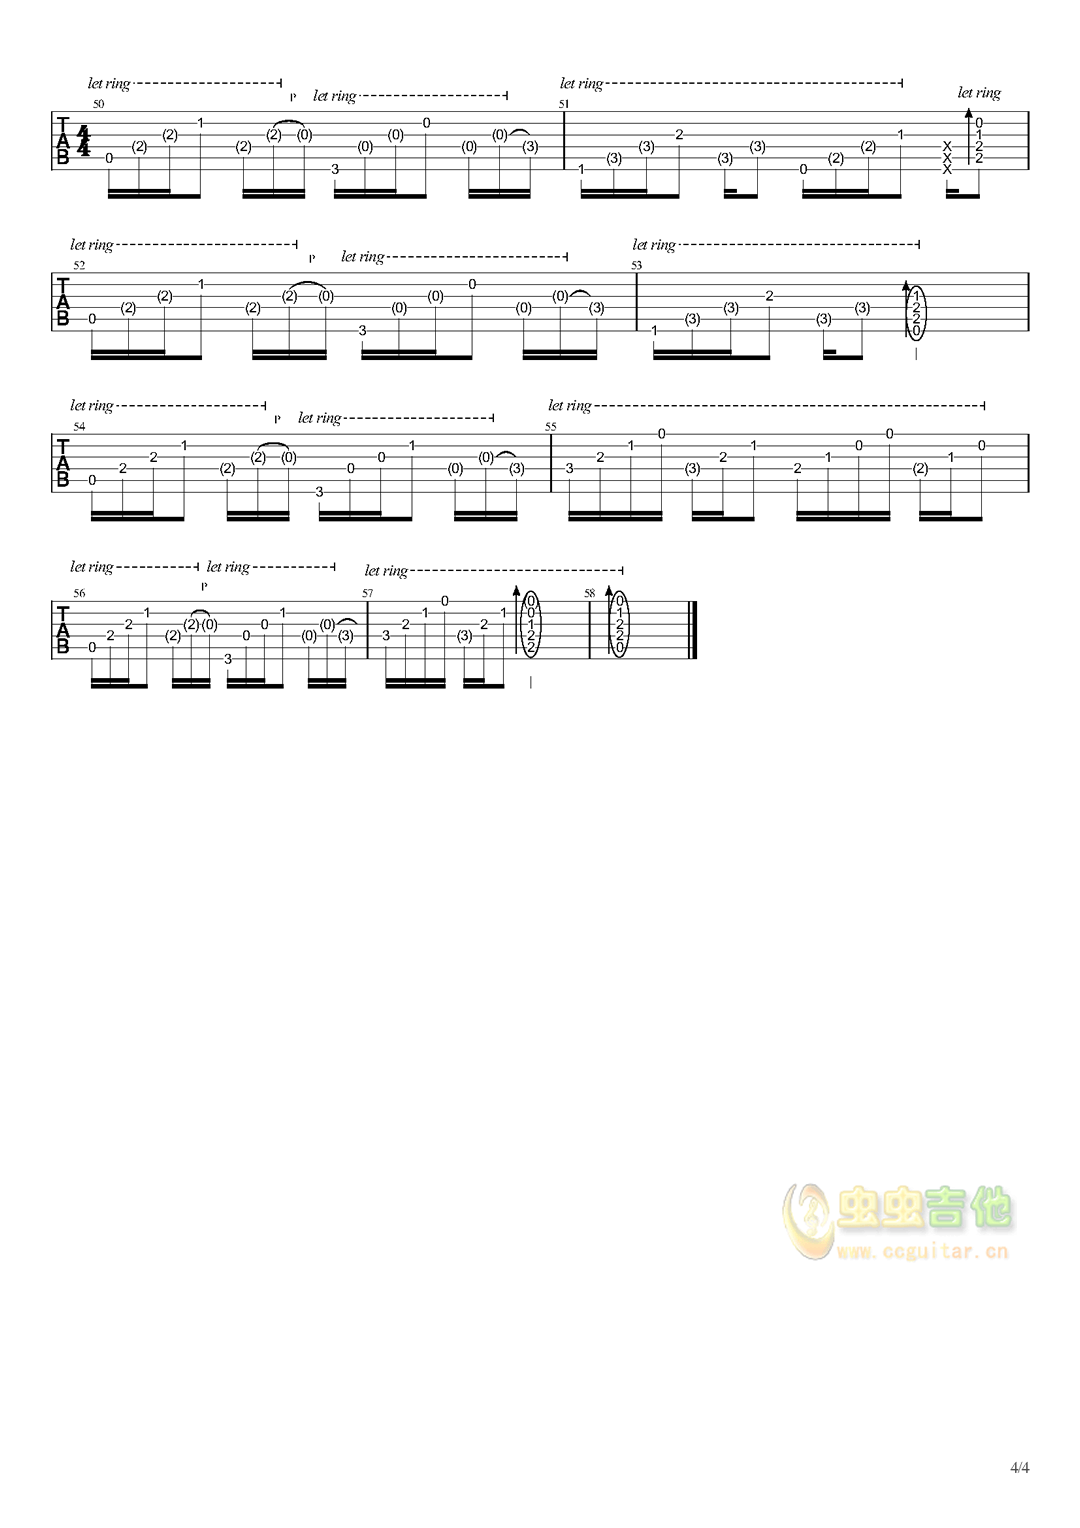 let ring let ring
let ring
p let ring
50 51
TAB 4/4
0 (2) (2) 1 (2) (2) (0) 3 (0) (0) 0 (0) (0) (3) 1 (3) (3) 2 (3) (3) 0 (2) (2) 1 X X X 0 1 2 2
let ring let ring
p let ring
52 53
TAB
0 (2) (2) 1 (2) (2) (0) 3 (0) (0) 0 (0) (0) (3) 1 (3) (3) 2 (3) (3) 1 2 2 0
let ring let ring
p let ring
54 55
TAB
0 2 2 1 (2) (2) (0) 3 0 0 1 (0) (0) (3) 3 2 1 0 (3) 2 1 2 1 0 0 (2) 1 0
let ring let ring let ring
p
56 57 58
TAB
0 2 2 1 (2) (2) (0) 3 0 0 1 (0) (0) (3) 3 2 1 0 (3) 2 1 0 0 1 2 2 0 1 2 2 0
虫虫吉他
www.ccguitar.cn
4/4